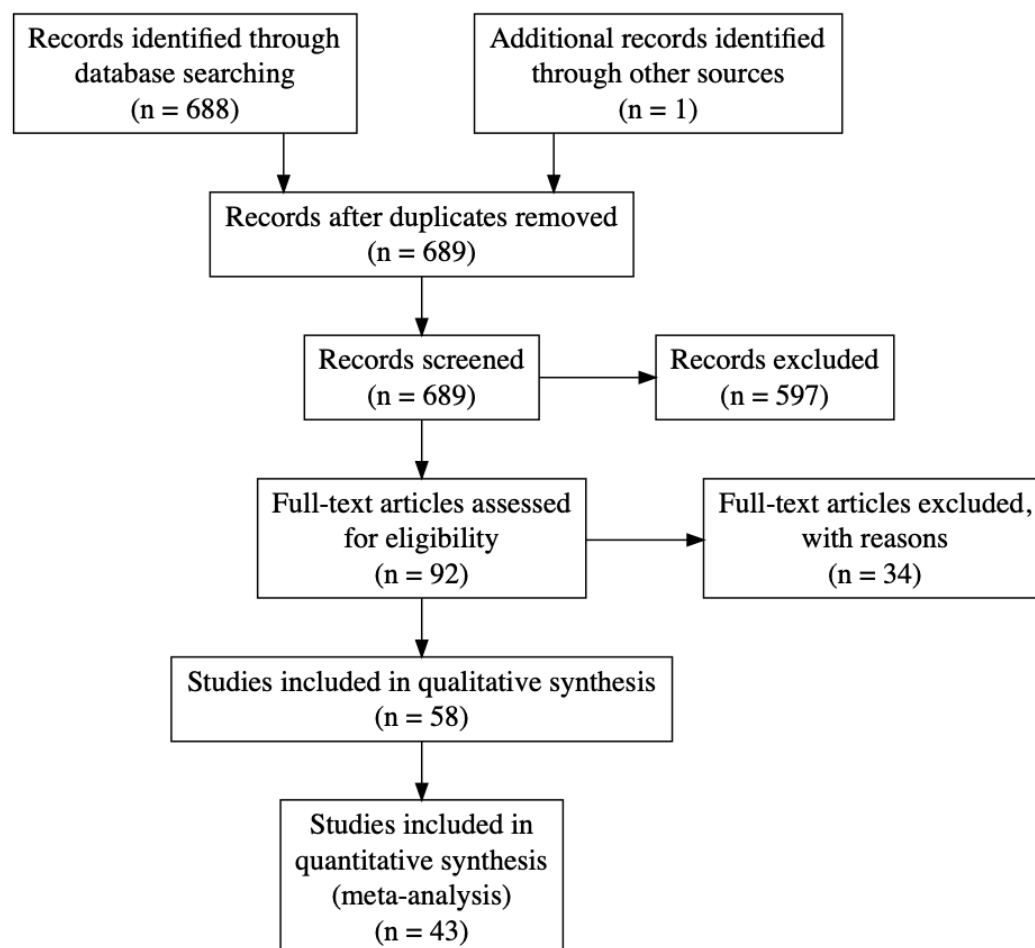 Records identified through
database searching
(n = 688)
Additional records identified
through other sources
(n = 1)
Records after duplicates removed
(n = 689)
Records screened
(n = 689)
Records excluded
(n = 597)
Full-text articles assessed
for eligibility
(n = 92)
Full-text articles excluded,
with reasons
(n = 34)
Studies included in qualitative synthesis
(n = 58)
Studies included in
quantitative synthesis
(meta-analysis)
(n = 43)